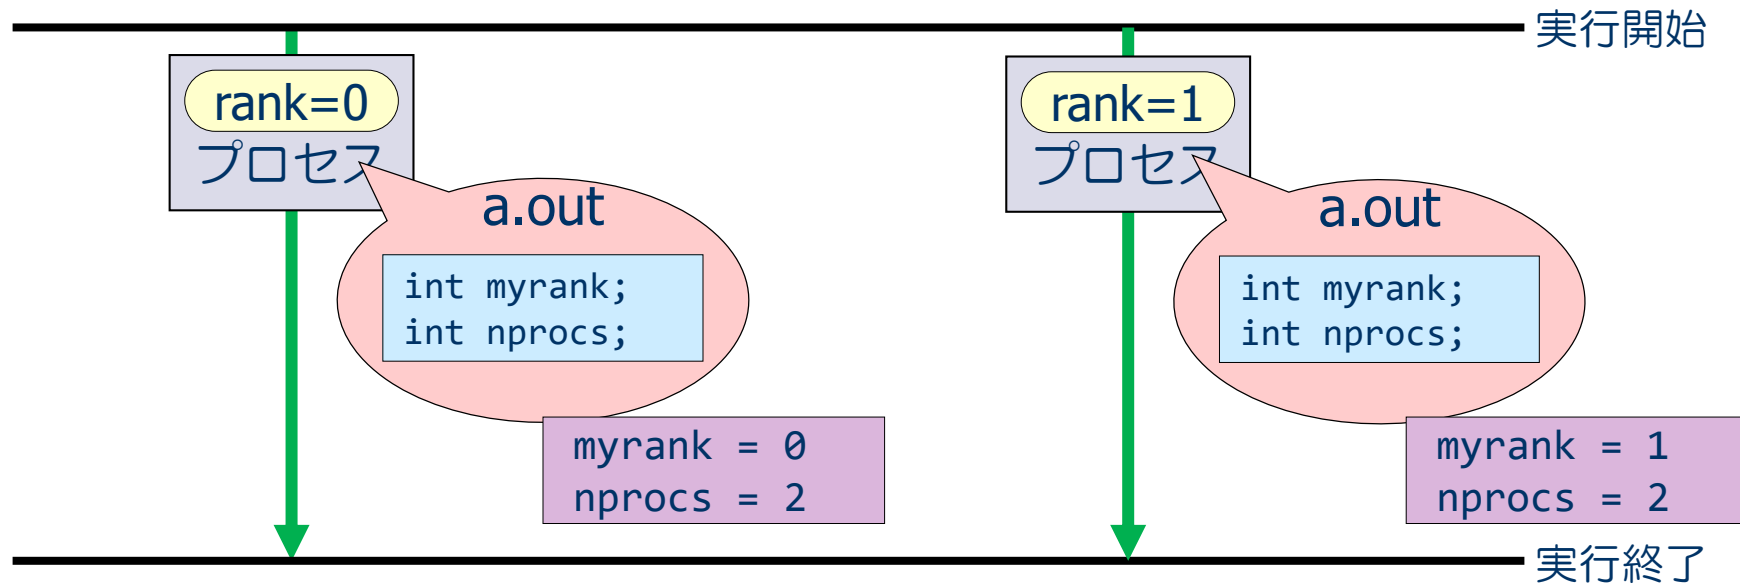 実行開始
rank=0
プロセス
a.out
int myrank;
int nprocs;
myrank = 0
nprocs = 2
rank=1
プロセス
a.out
int myrank;
int nprocs;
myrank = 1
nprocs = 2
実行終了